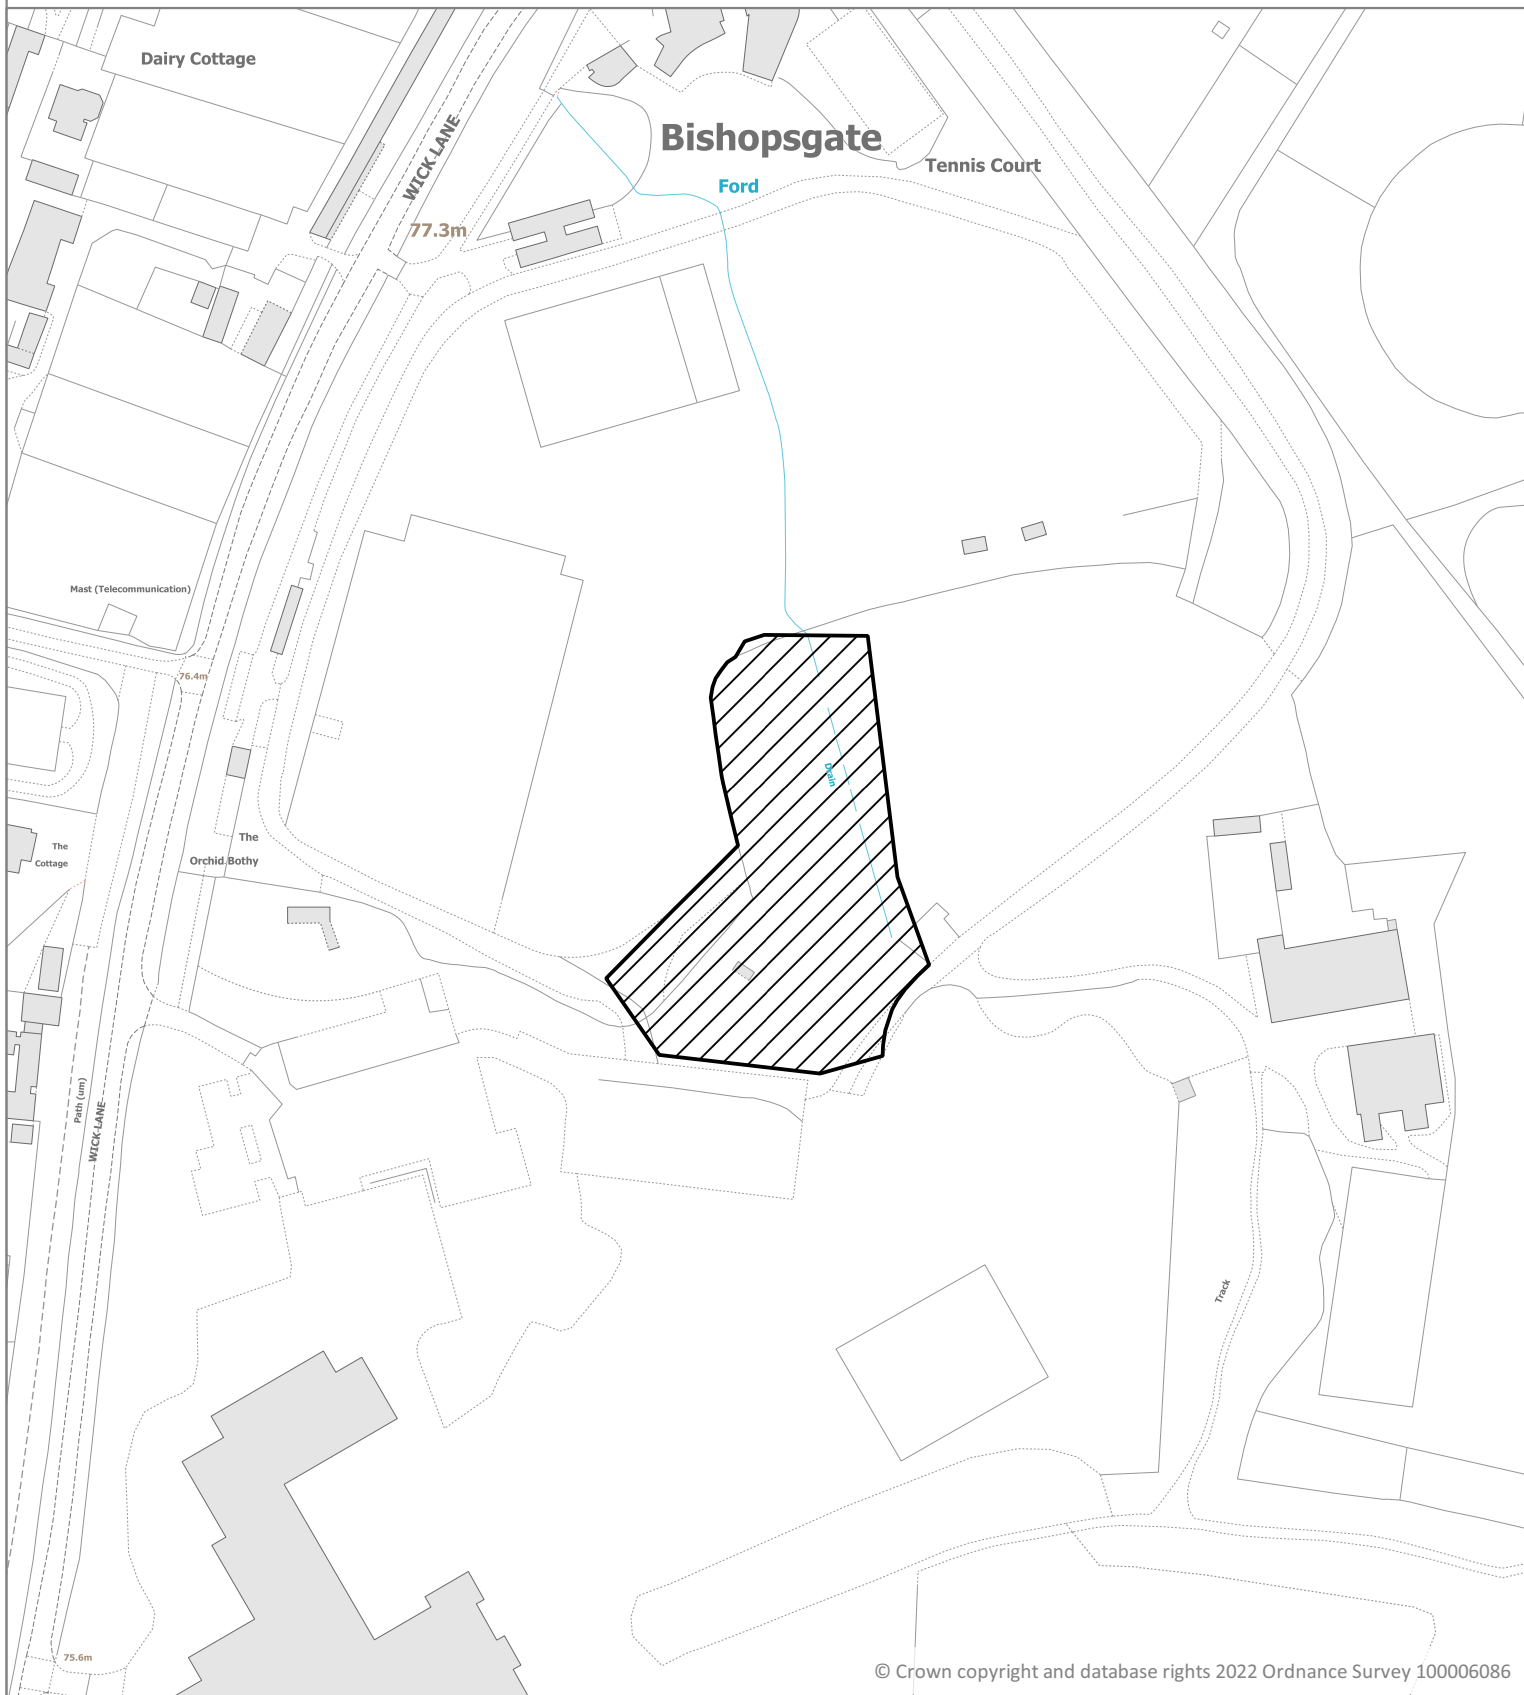 Dairy Cottage
WICK LANE
Bishopsgate
Tennis Court
Ford
77.3m
Mast (Telecommunication)
76.4m
Drain
The
Orchid Bothy
The
Cottage
Path (um)
WICK LANE
Track
75.6m
© Crown copyright and database rights 2022 Ordnance Survey 100006086